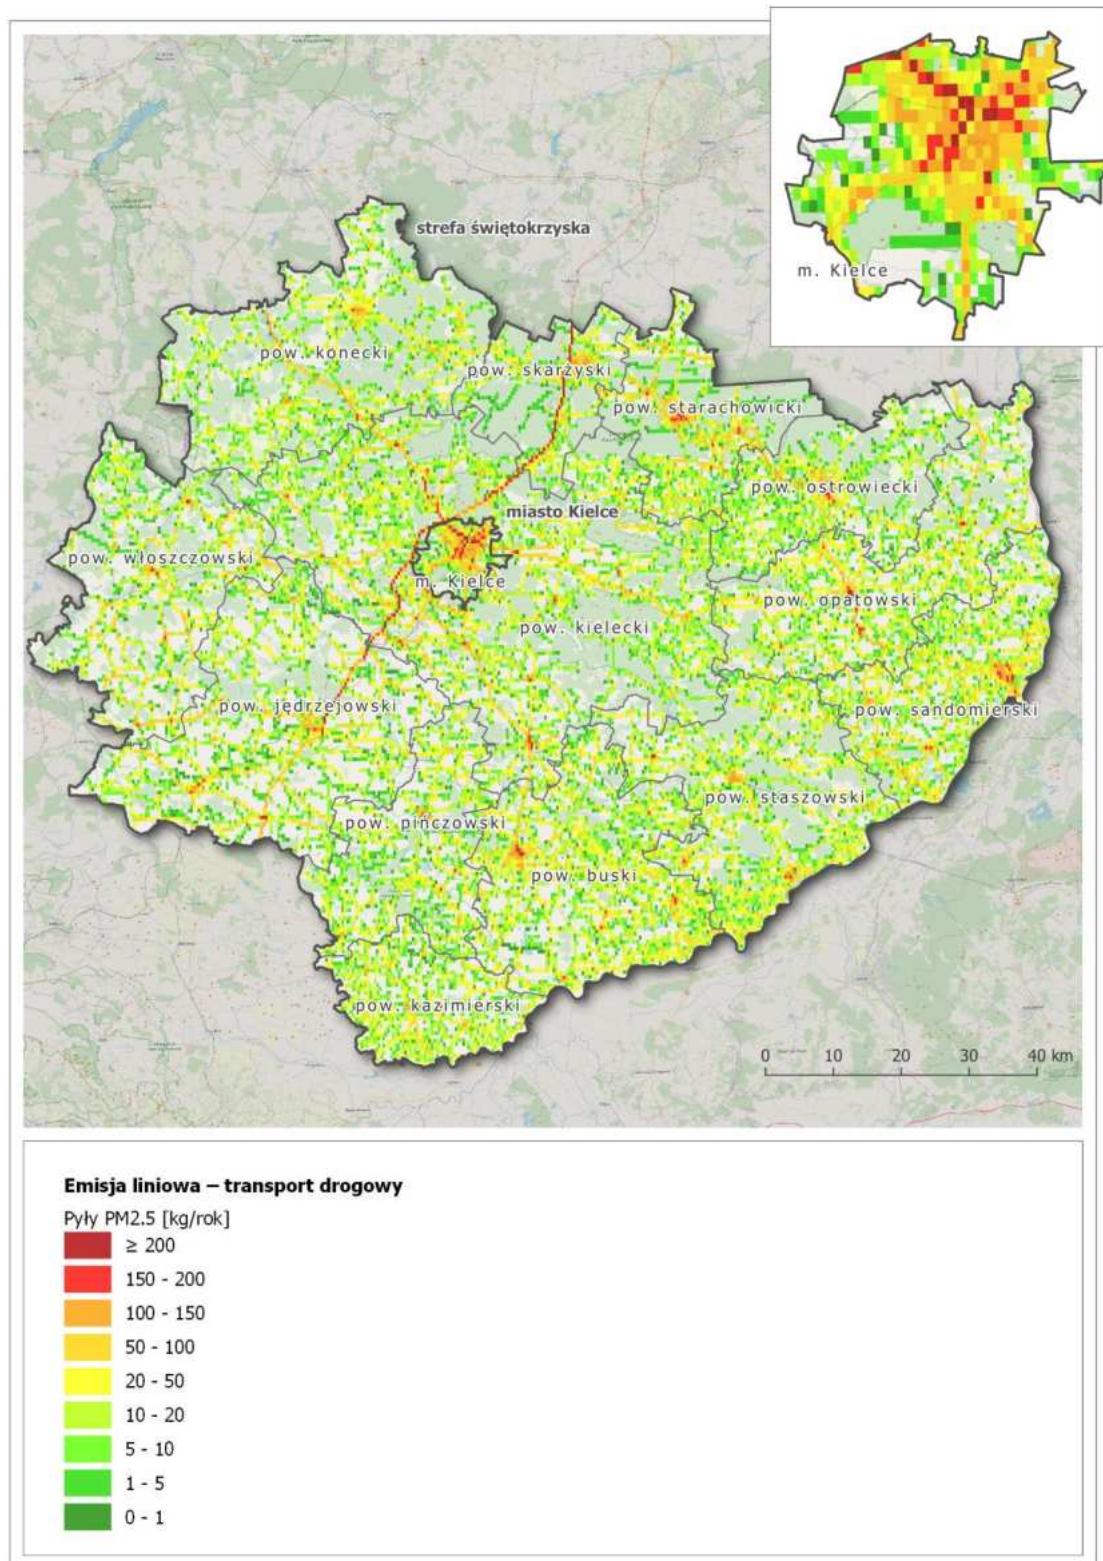 m. Kielce
strefa świętokrzyska
pow. konecki
pow. skarżyski
pow. starachowicki
pow. ostrowiecki
miasto Kielce
pow. włoszczowski
m. Kielce
pow. opatowski
pow. kielecki
pow. jędrzejowski
pow. sandomierski
pow. staszowski
pow. pińczowski
pow. buski
pow. kazimierski
0 10 20 30 40 km
Emisja liniowa – transport drogowy
Pyły PM2.5 [kg/rok]
≥ 200
150 - 200
100 - 150
50 - 100
20 - 50
10 - 20
5 - 10
1 - 5
0 - 1